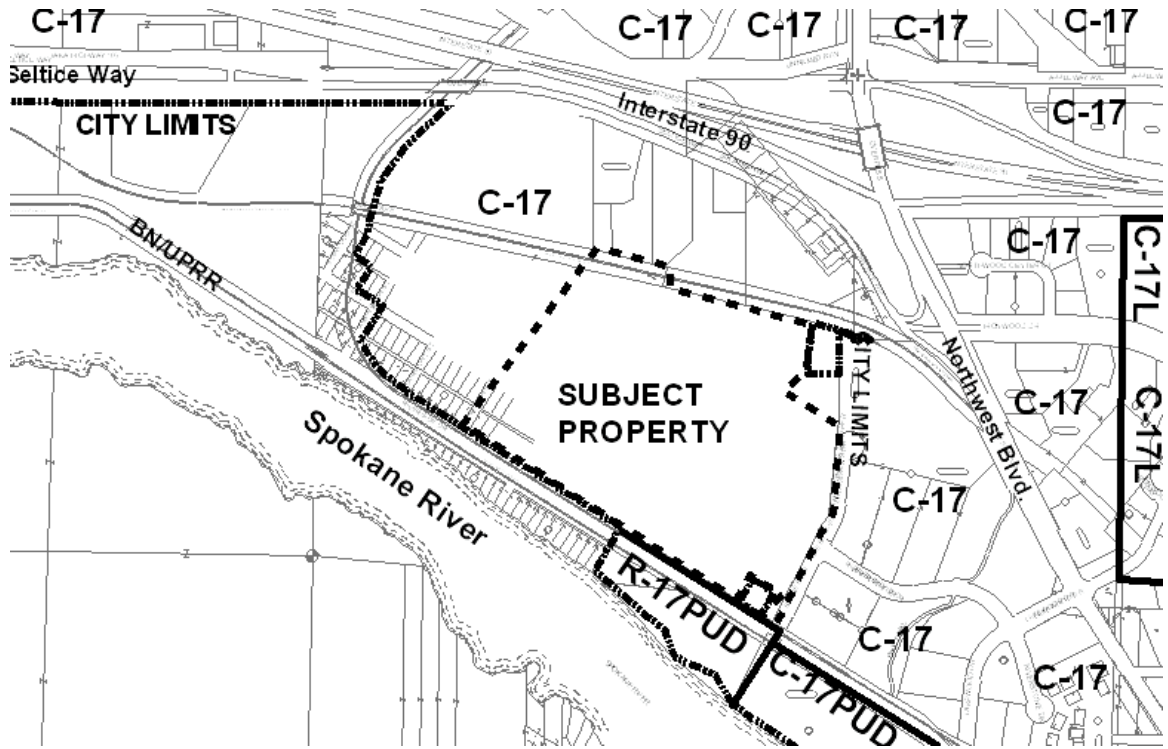 C-17
C-17
C-17
C-17
Seltice Way
CITY LIMITS
Interstate 90
C-17
C-17
C-17
C-17L
BN/UPRR
SUBJECT
PROPERTY
CITY LIMITS
Northwest Blvd.
C-17
C-17L
Spokane River
C-17
R-17PUD
C-17
C-17PUD
C-17